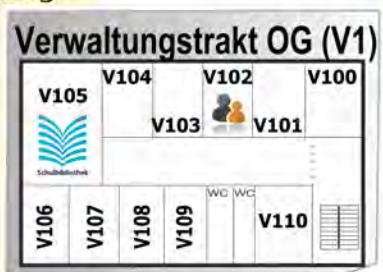 Verwaltungstrakt OG (V1)
V104 V102 V100
V105
V103 V101
Schulbibliothek
WC WC
V106 V107 V108 V109 V110